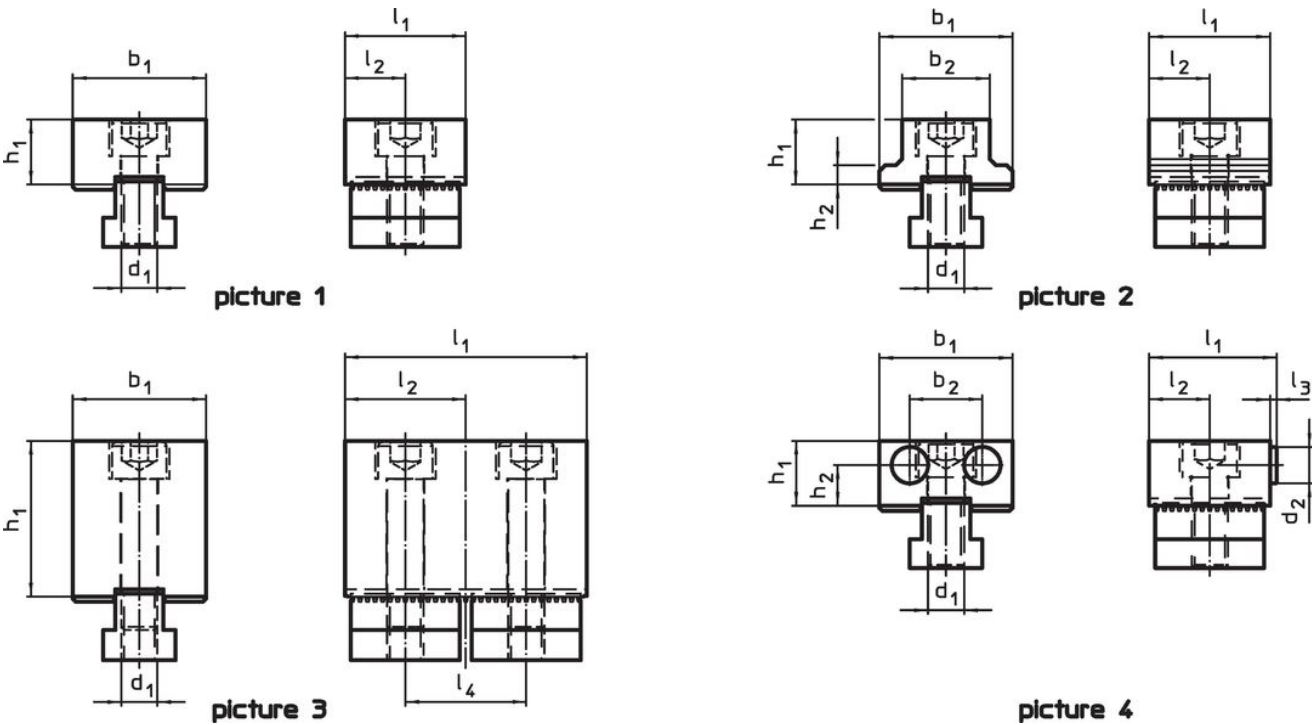 l1
b1
l2
h1
d1
picture 1
b1
l1
b2
l2
h1
h2
d1
picture 2
l1
b1
l2
h1
d1
l4
picture 3
b1
l1
b2
l2
l3
h1
h2
d2
d1
picture 4